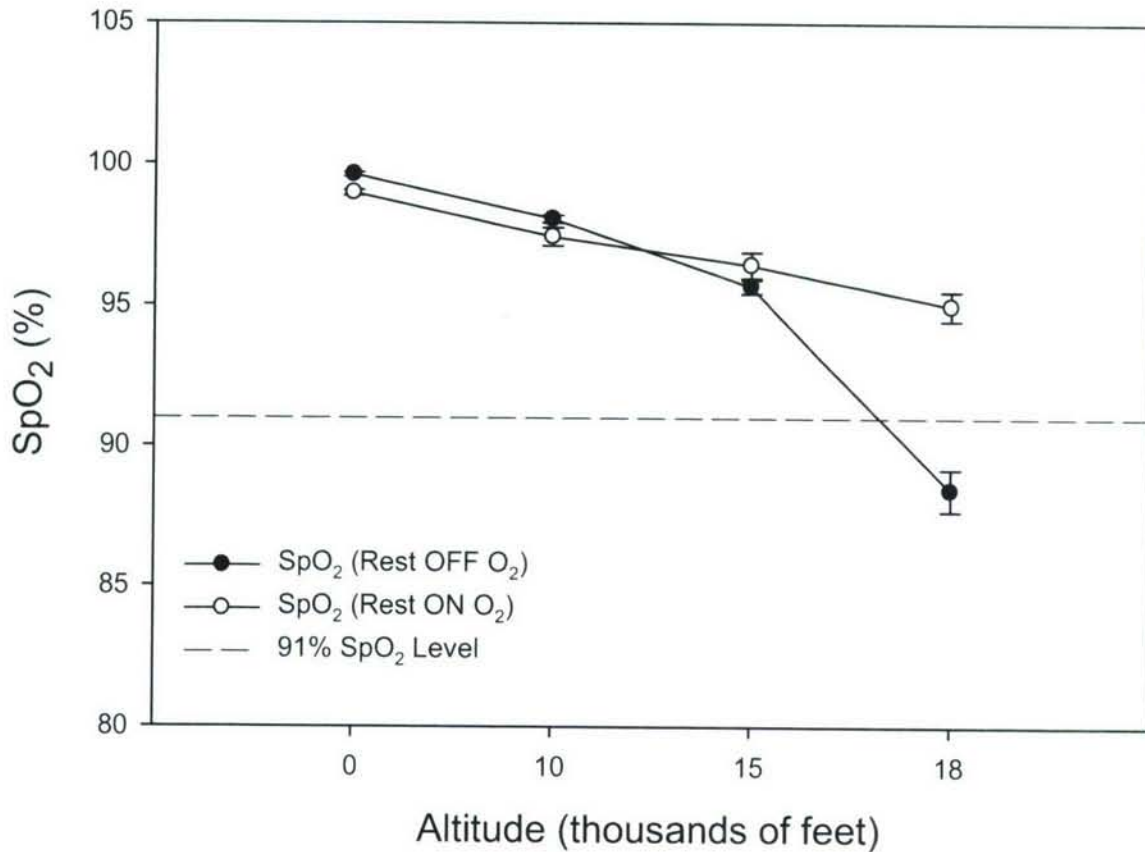 105
100
95
90
85
80
SpO₂ (%)
SpO₂ (Rest OFF O₂)
SpO₂ (Rest ON O₂)
91% SpO₂ Level
0 10 15 18
Altitude (thousands of feet)